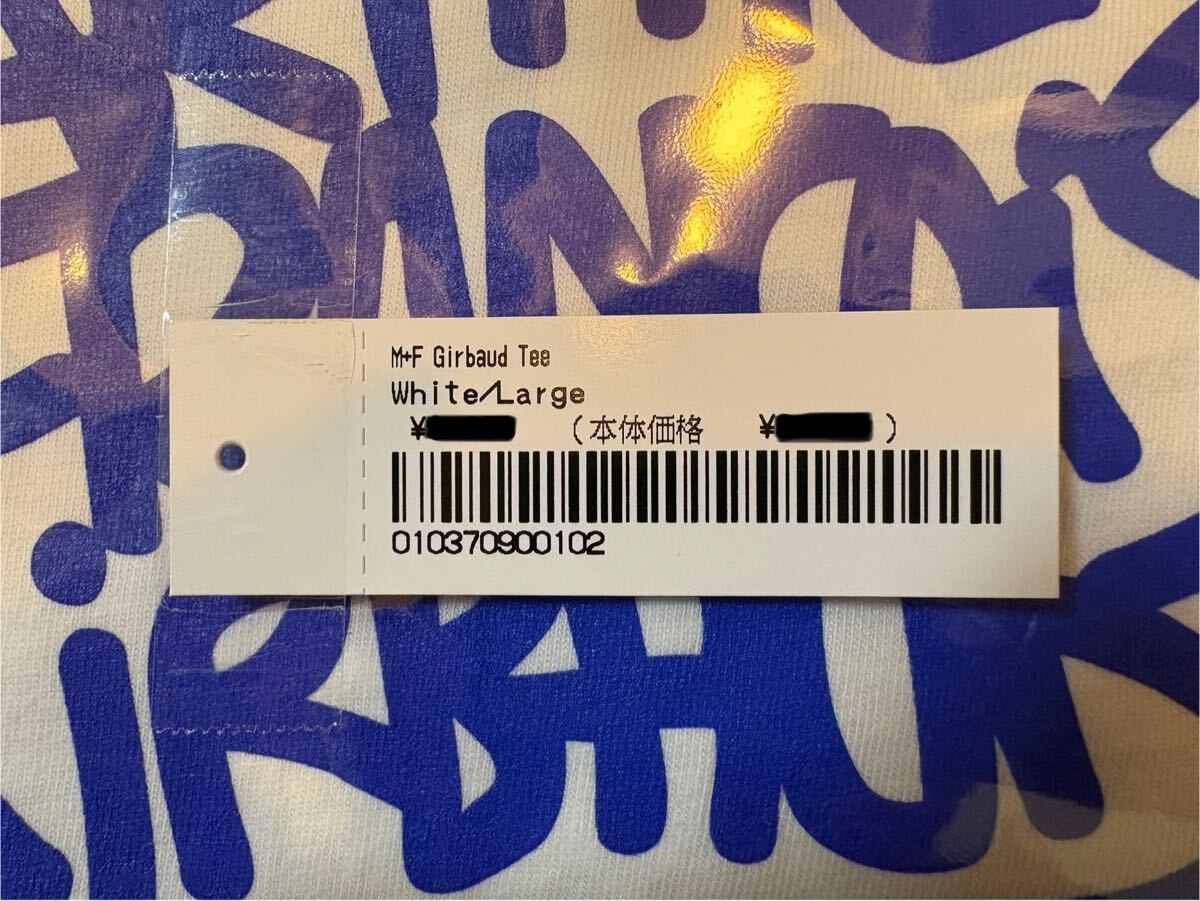 M+F Girbaud Tee
White/Large
¥ (本体価格 ¥ )
010370900102